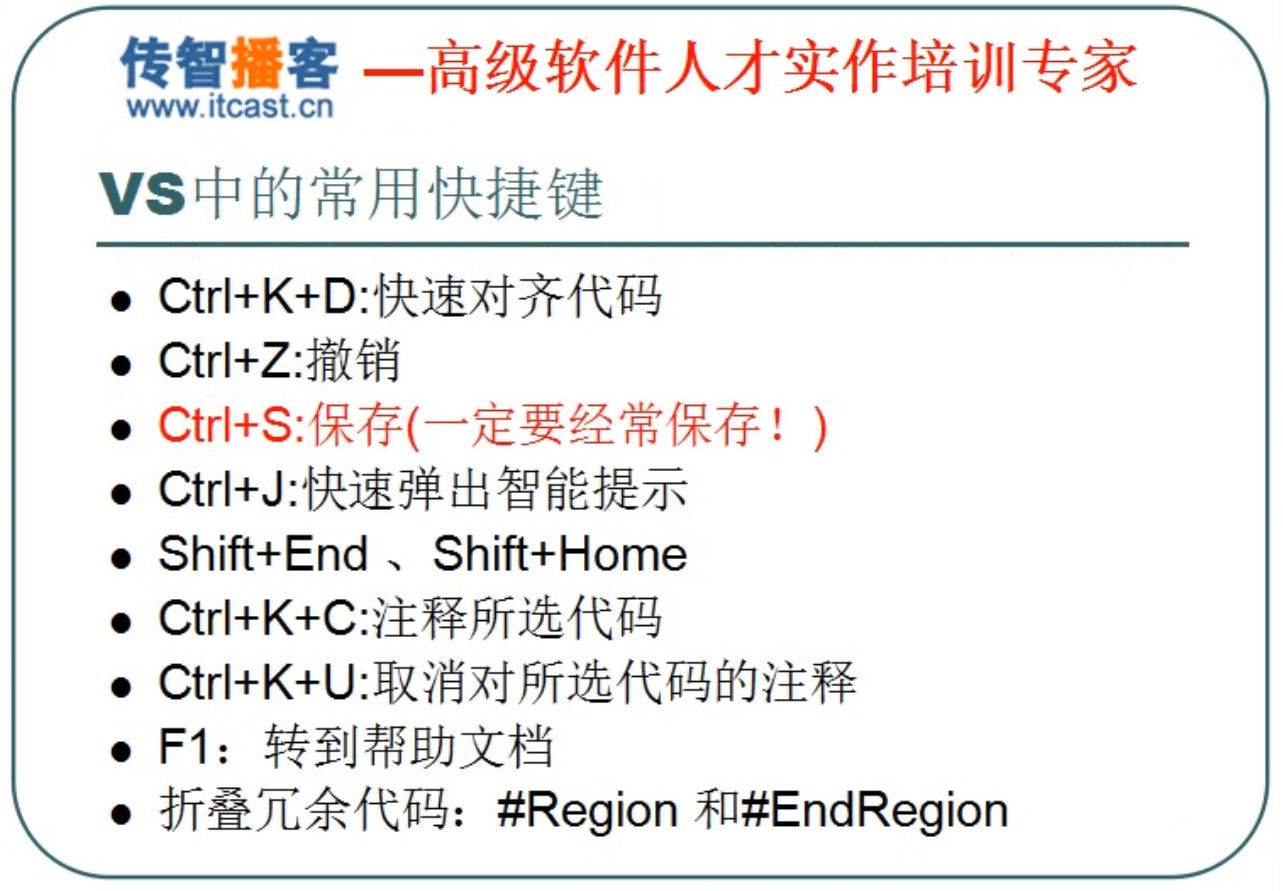 传智播客 —高级软件人才实作培训专家
www.itcast.cn
VS中的常用快捷键
Ctrl+K+D:快速对齐代码
Ctrl+Z:撤销
Ctrl+S:保存(一定要经常保存！)
Ctrl+J:快速弹出智能提示
Shift+End 、Shift+Home
Ctrl+K+C:注释所选代码
Ctrl+K+U:取消对所选代码的注释
F1：转到帮助文档
折叠冗余代码：#Region 和#EndRegion